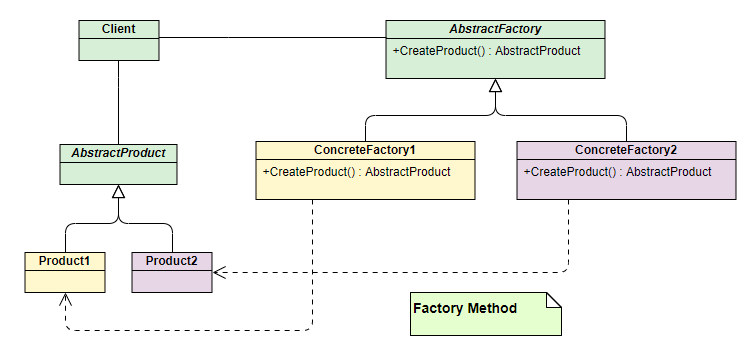 Client
AbstractFactory
+CreateProduct() : AbstractProduct
AbstractProduct
ConcreteFactory1
+CreateProduct() : AbstractProduct
ConcreteFactory2
+CreateProduct() : AbstractProduct
Product1
Product2
Factory Method